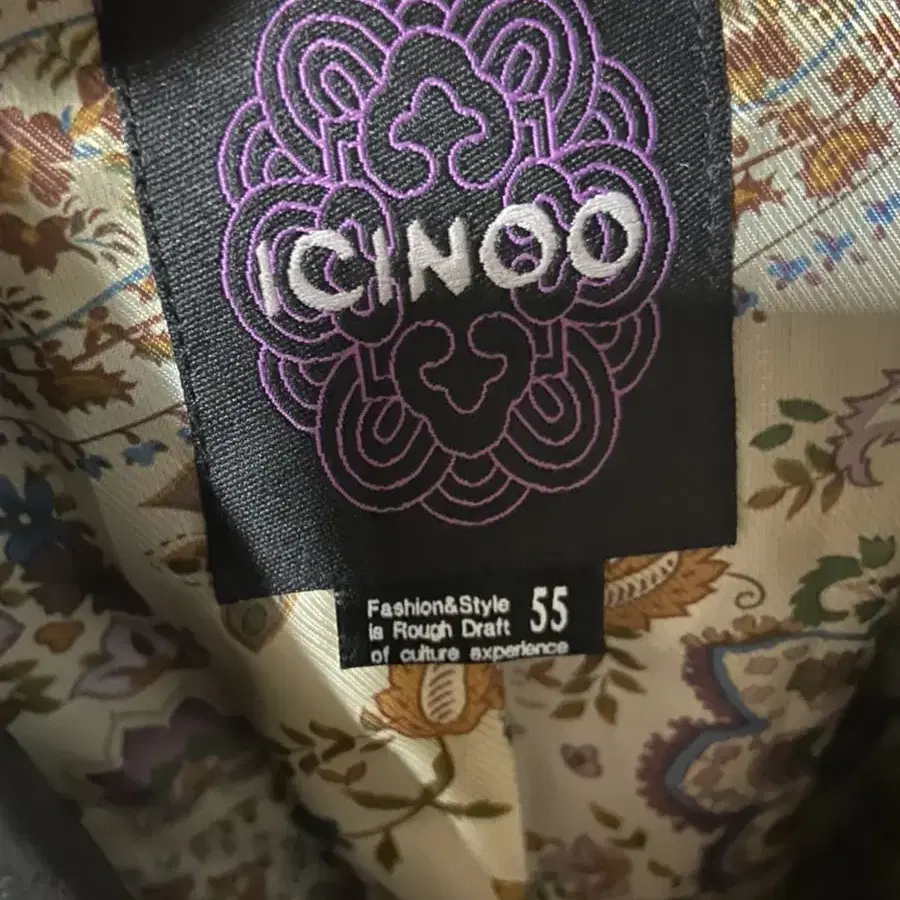 ICINOO
Fashion&Style 55
is Rough Draft
of culture experience